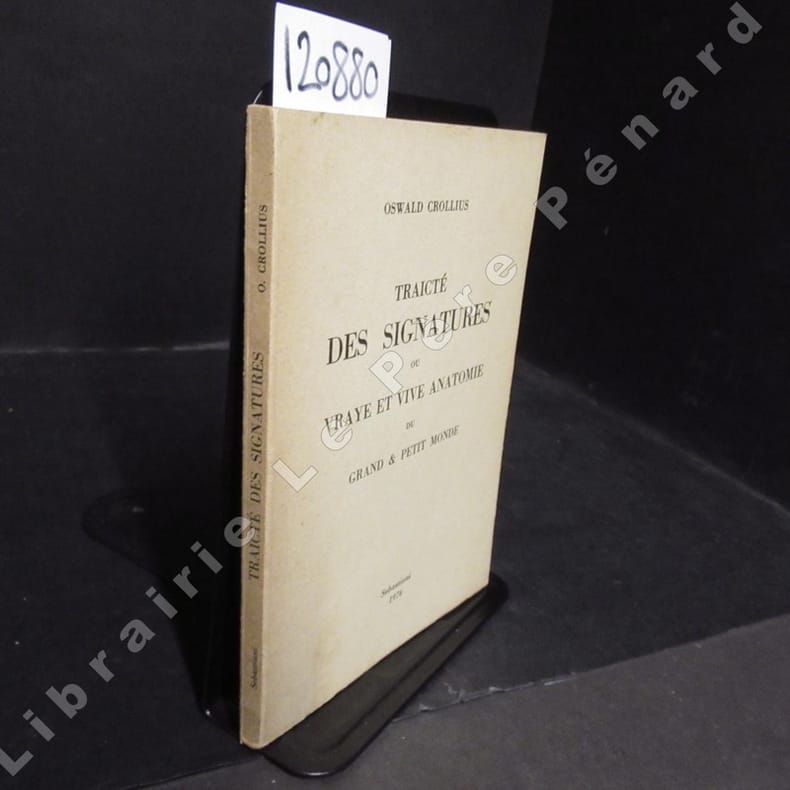 120880
OSWALD CROLLIUS
TRAICTÉ
DES SIGNATURES
OU
VRAYE ET VIVE ANATOMIE
DU
GRAND & PETIT MONDE
Sebastiani
1976
O. CROLLIUS
TRAICTÉ DES SIGNATURES
Sebastiani
Librairie Le Père Pénard